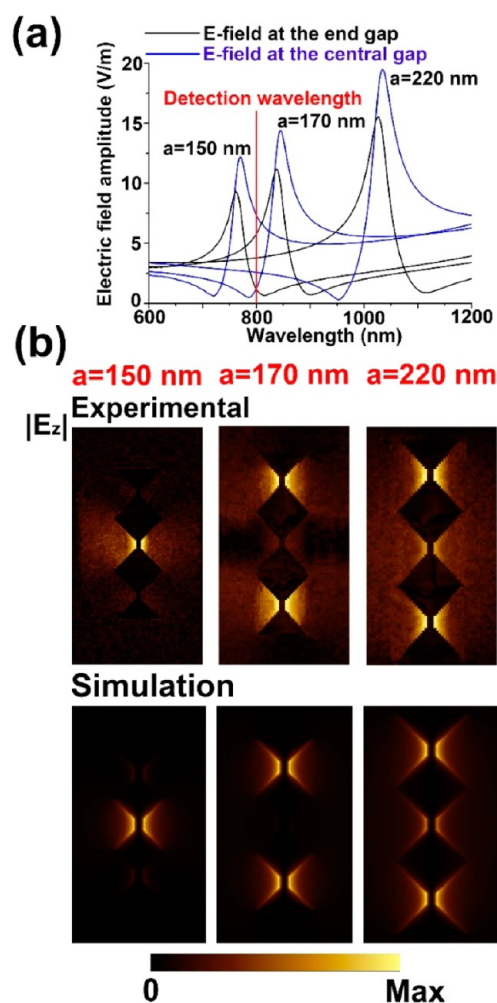 (a)
E-field at the end gap
E-field at the central gap
Electric field amplitude (V/m)
20
15
10
5
0
Detection wavelength
a=150 nm
a=170 nm
a=220 nm
600 800 1000 1200
Wavelength (nm)
(b)
a=150 nm a=170 nm a=220 nm
Experimental
|Ez|
Simulation
0 Max